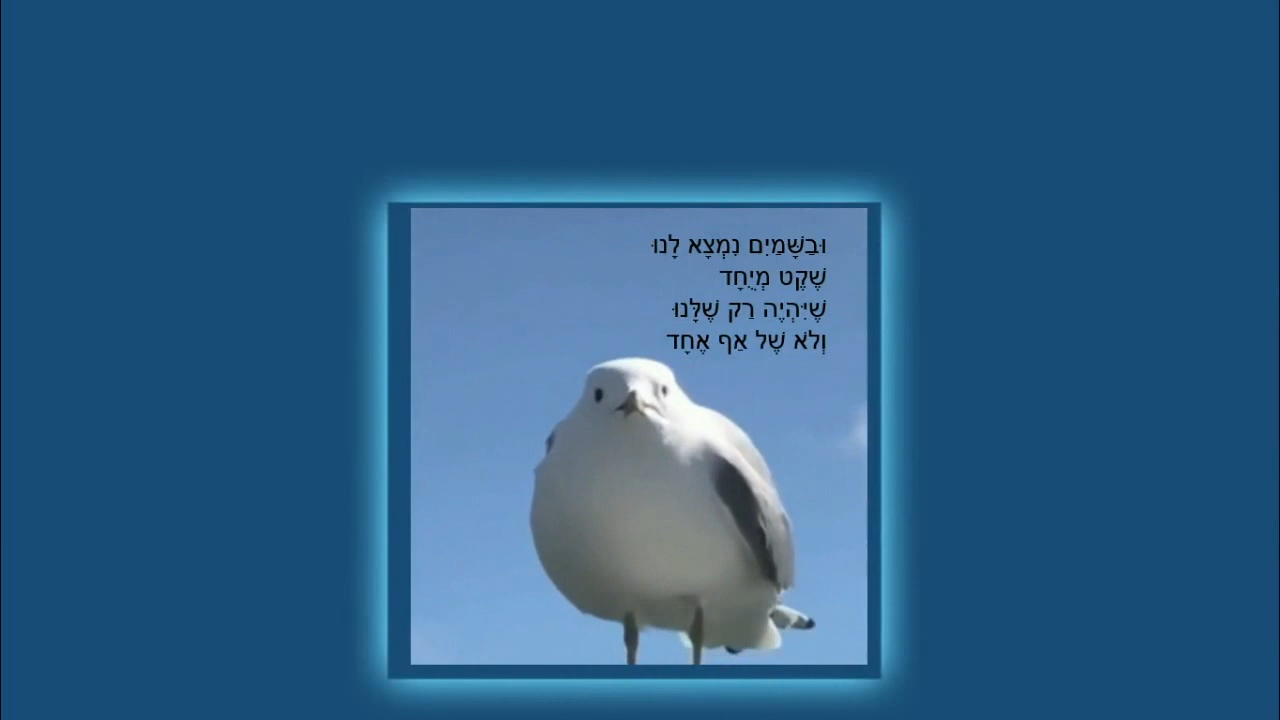 וּבַשָּׁמַיִם נִמְצָא לָנוּ
שֶׁקֶט מְיֻחָד
שֶׁיִּהְיֶה רַק שֶׁלָּנוּ
וְלֹא שֶׁל אַף אֶחָד